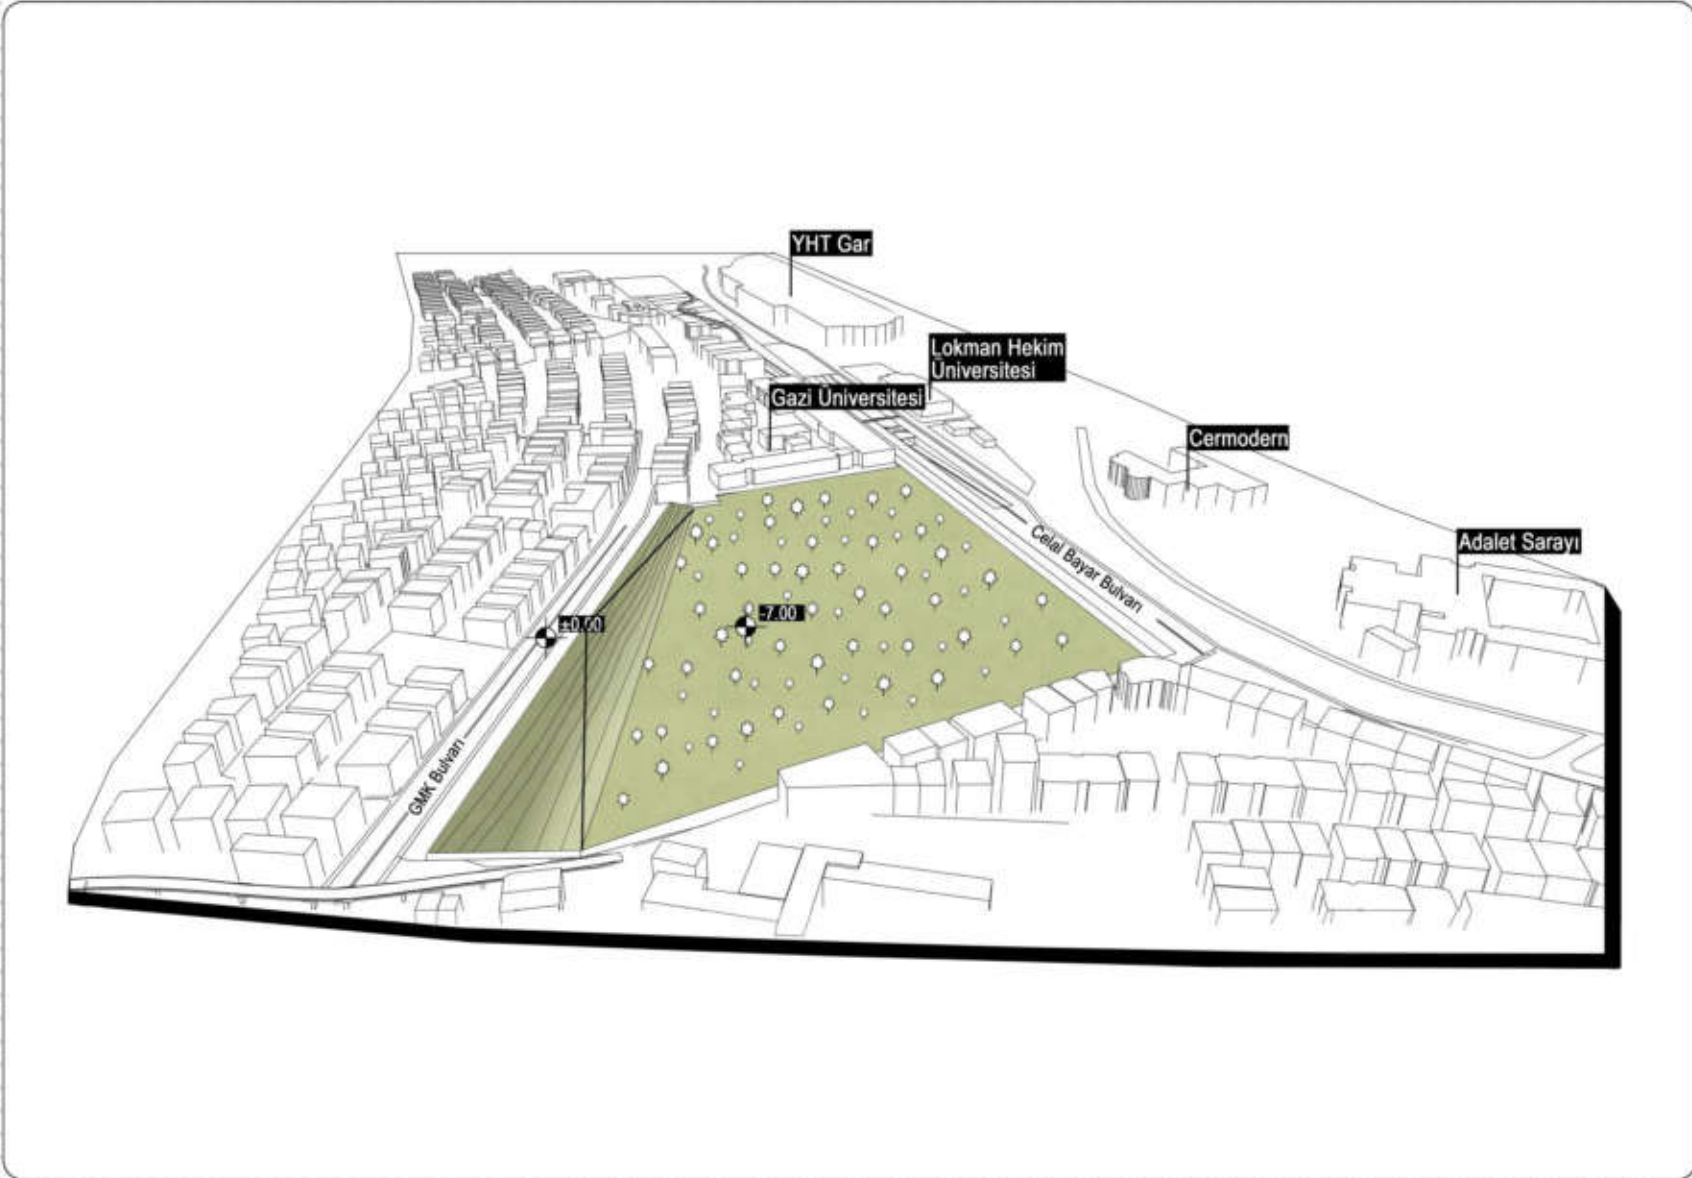 YHT Gar
Lokman Hekim
Üniversitesi
Gazi Üniversitesi
Cermodern
Celal Bayar Bulvarı
Adalet Sarayı
±0.00
-7.00
GMK Bulvarı